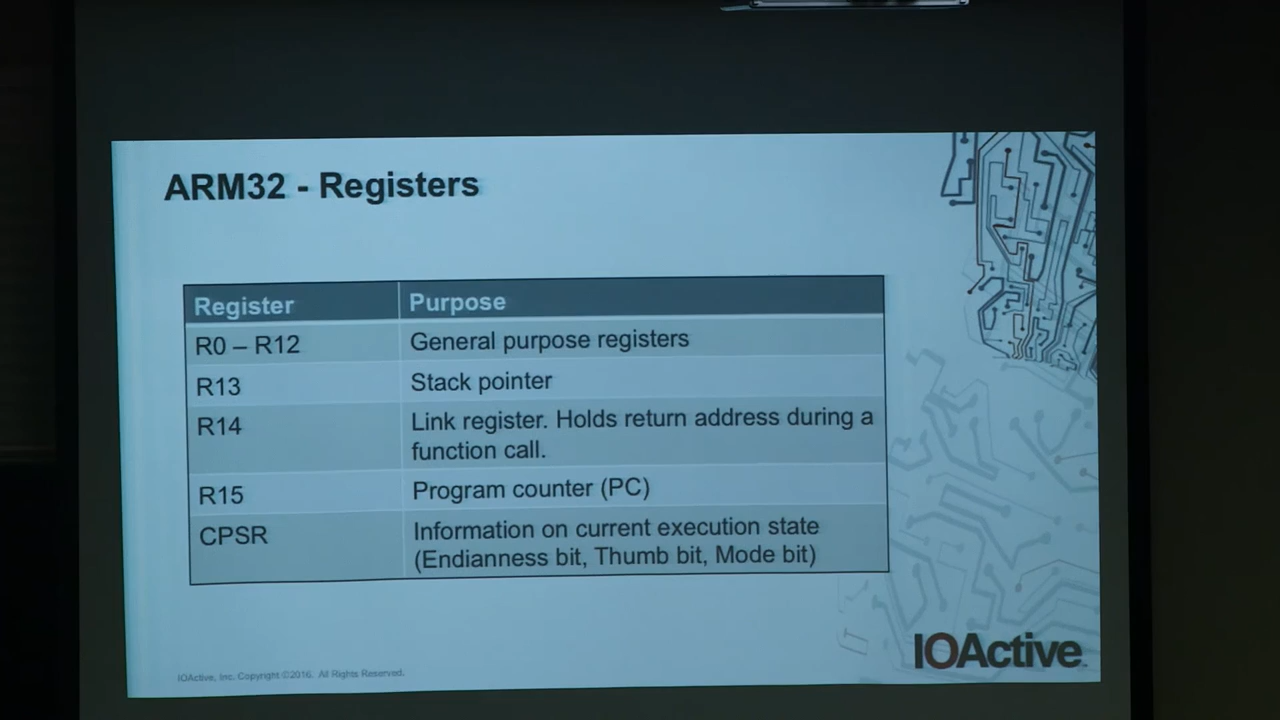 ARM32 - Registers
Register Purpose
R0 – R12 General purpose registers
R13 Stack pointer
R14 Link register. Holds return address during a
function call.
R15 Program counter (PC)
CPSR Information on current execution state
(Endianness bit, Thumb bit, Mode bit)
IOActive
IOActive, Inc. Copyright ©2016. All Rights Reserved.